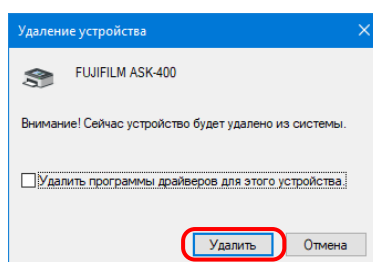 Удаление устройства
FUJIFILM ASK-400
Внимание! Сейчас устройство будет удалено из системы.
Удалить программы драйверов для этого устройства.
Удалить Отмена